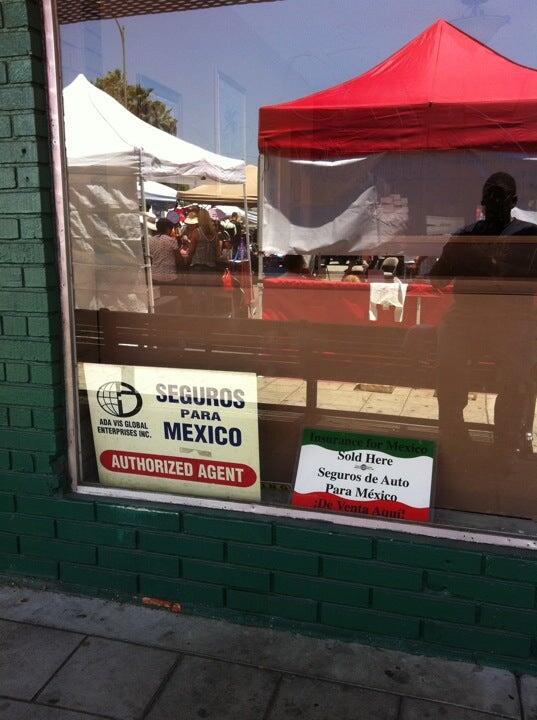 ADA VIS GLOBAL
ENTERPRISES INC.
SEGUROS
PARA
MEXICO
AUTHORIZED AGENT
Insurance for Mexico
Sold Here
Seguros de Auto
Para México
¡De Venta Aquí!